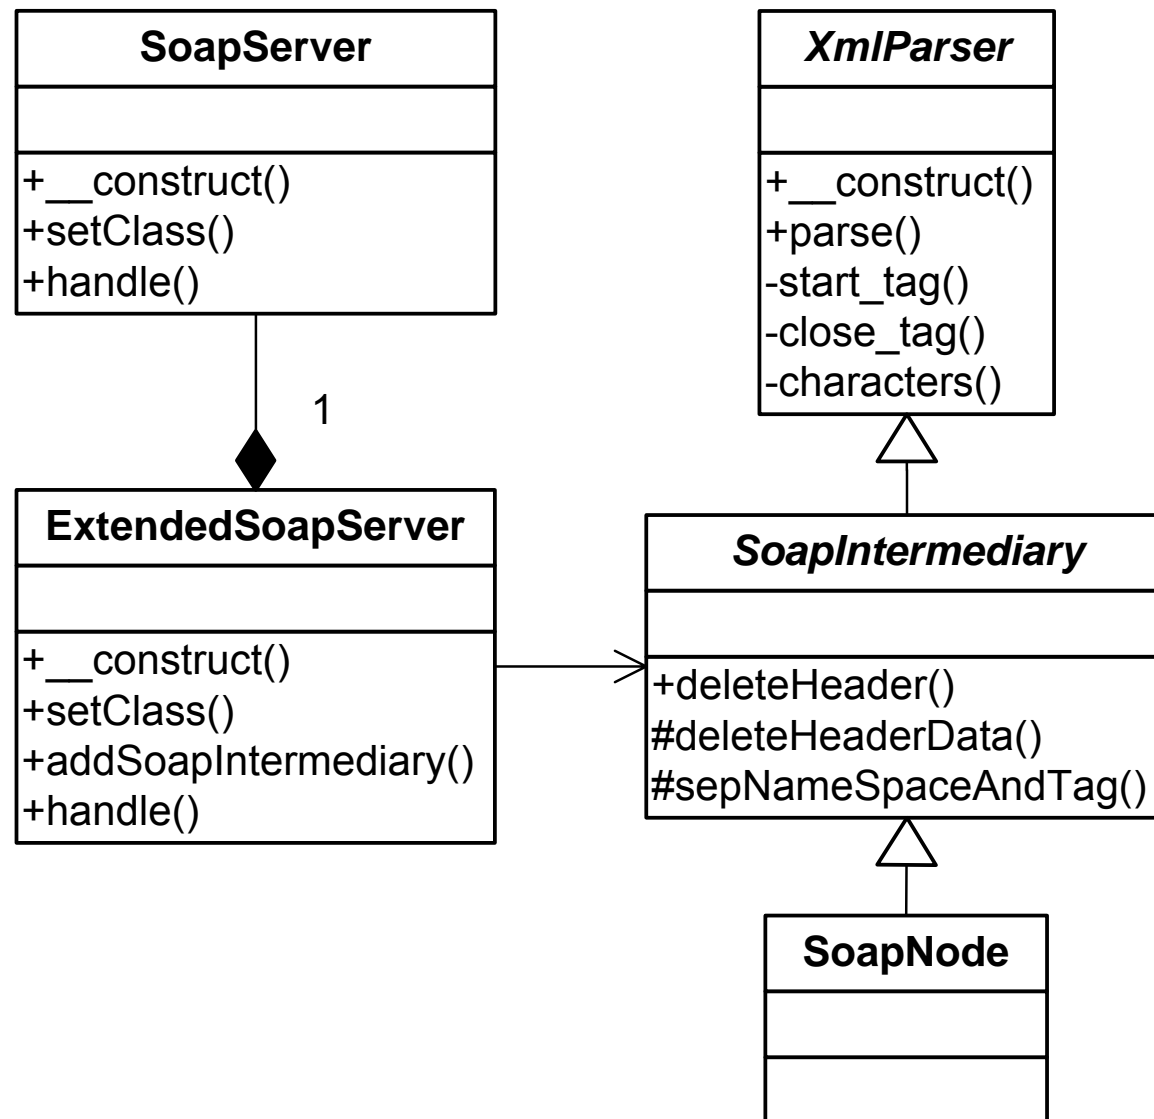 SoapServer
+__construct()
+setClass()
+handle()
1
ExtendedSoapServer
+__construct()
+setClass()
+addSoapIntermediary()
+handle()
XmlParser
+__construct()
+parse()
-start_tag()
-close_tag()
-characters()
SoapIntermediary
+deleteHeader()
#deleteHeaderData()
#sepNameSpaceAndTag()
SoapNode